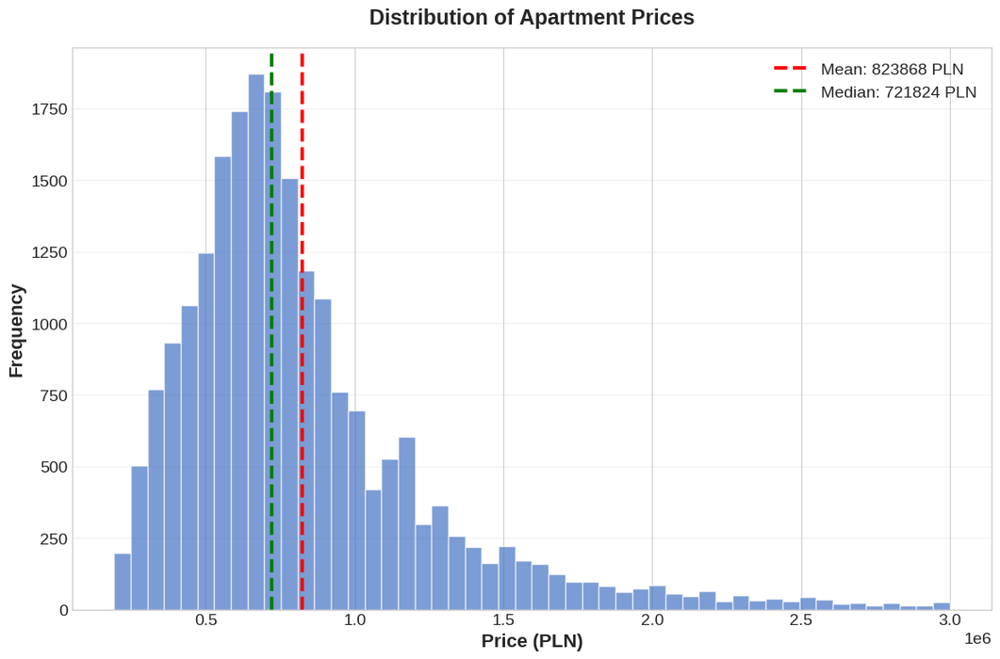 Distribution of Apartment Prices
Mean: 823868 PLN
Median: 721824 PLN
Frequency
1750
1500
1250
1000
750
500
250
0
0.5
1.0
1.5
2.0
2.5
3.0
1e6
Price (PLN)